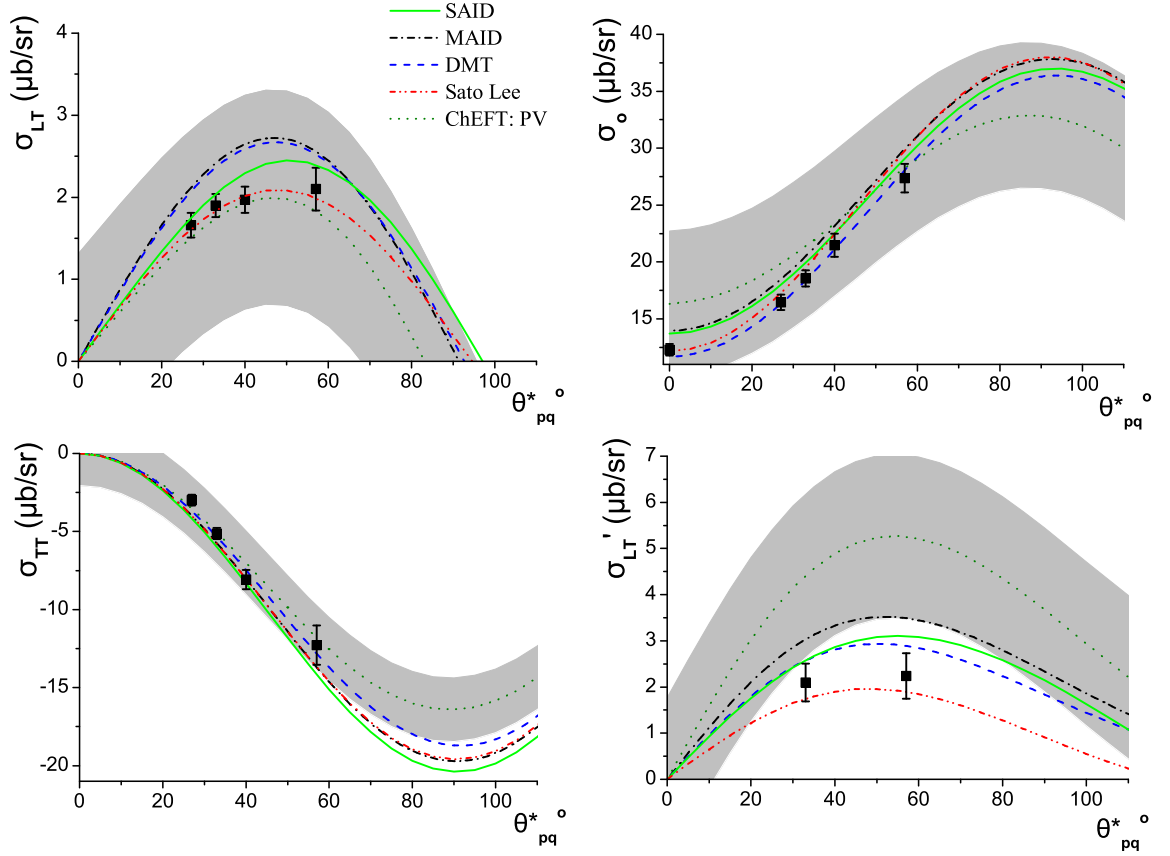 σLT (μb/sr)
4
3
2
1
0
0 20 40 60 80 100
θ*pq o
SAID
MAID
DMT
Sato Lee
ChEFT: PV
σo (μb/sr)
40
35
30
25
20
15
0 20 40 60 80 100
θ*pq o
σTT (μb/sr)
0
-5
-10
-15
-20
0 20 40 60 80 100
θ*pq o
σLT' (μb/sr)
7
6
5
4
3
2
1
0
0 20 40 60 80 100
θ*pq o